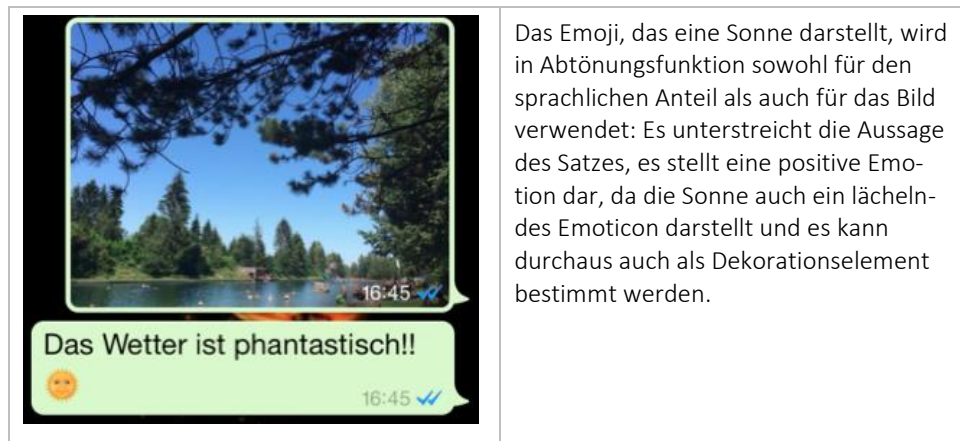 16:45
Das Wetter ist phantastisch!!
🌞
16:45
Das Emoji, das eine Sonne darstellt, wird
in Abtönungsfunktion sowohl für den
sprachlichen Anteil als auch für das Bild
verwendet: Es unterstreicht die Aussage
des Satzes, es stellt eine positive Emo-
tion dar, da die Sonne auch ein lächeln-
des Emoticon darstellt und es kann
durchaus auch als Dekorationselement
bestimmt werden.